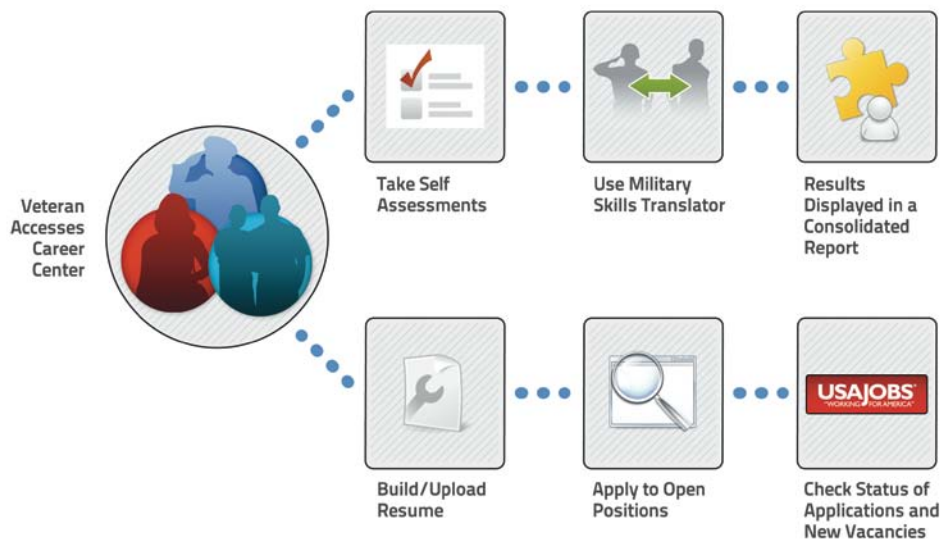 Veteran
Accesses
Career
Center
Take Self
Assessments
Use Military
Skills Translator
Results
Displayed in a
Consolidated
Report
Build/Upload
Resume
Apply to Open
Positions
USAJOBS®
"WORKING FOR AMERICA"
Check Status of
Applications and
New Vacancies